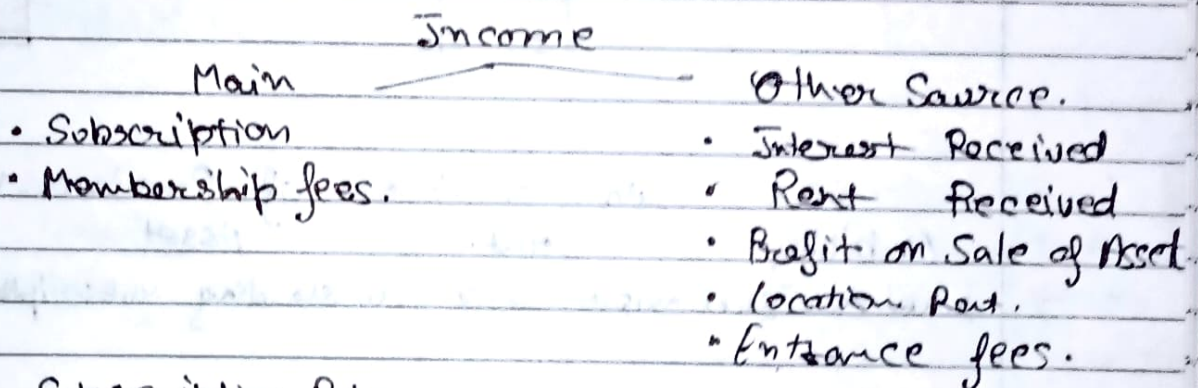 Income
Main Other Source.
• Subscription • Interest Received
• Membership fees. • Rent Received
• Profit on Sale of Asset
• location Rent.
• Entrance fees.